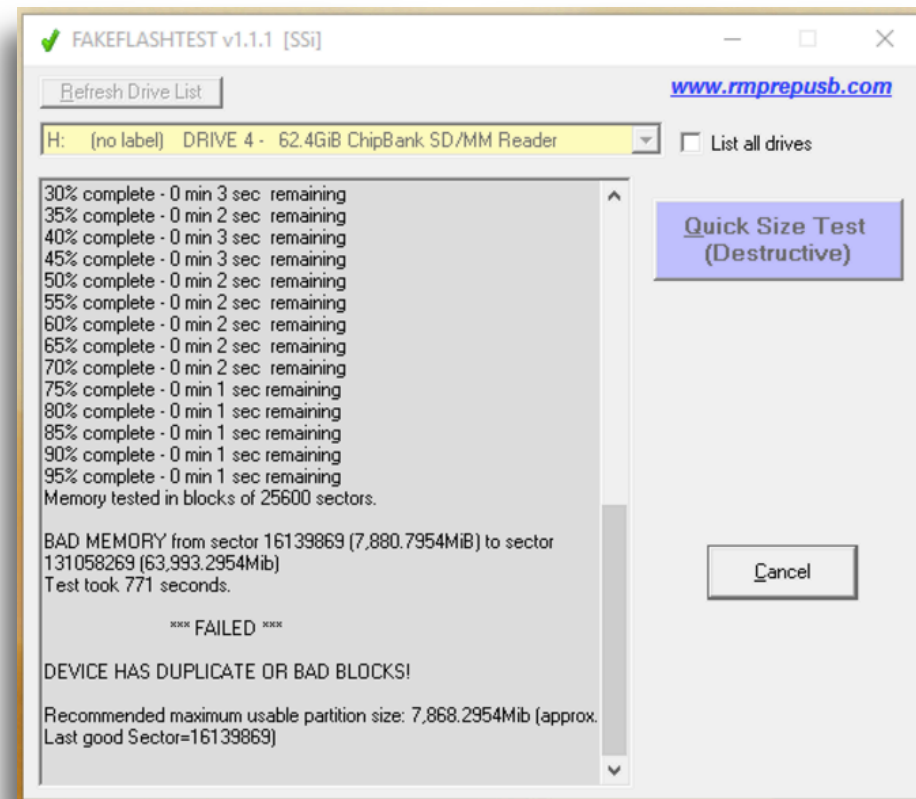 FAKEFLASHTEST v1.1.1 [SSi]
Refresh Drive List
www.rmprepusb.com
H: (no label) DRIVE 4 - 62.4GiB ChipBank SD/MM Reader
List all drives
30% complete - 0 min 3 sec remaining
35% complete - 0 min 2 sec remaining
40% complete - 0 min 3 sec remaining
45% complete - 0 min 3 sec remaining
50% complete - 0 min 2 sec remaining
55% complete - 0 min 2 sec remaining
60% complete - 0 min 2 sec remaining
65% complete - 0 min 2 sec remaining
70% complete - 0 min 2 sec remaining
75% complete - 0 min 1 sec remaining
80% complete - 0 min 1 sec remaining
85% complete - 0 min 1 sec remaining
90% complete - 0 min 1 sec remaining
95% complete - 0 min 1 sec remaining
Memory tested in blocks of 25600 sectors.
BAD MEMORY from sector 16139869 (7,880.7954MiB) to sector
131058269 (63,993.2954Mib)
Test took 771 seconds.
*** FAILED ***
DEVICE HAS DUPLICATE OR BAD BLOCKS!
Recommended maximum usable partition size: 7,868.2954Mib (approx.
Last good Sector=16139869)
Quick Size Test
(Destructive)
Cancel